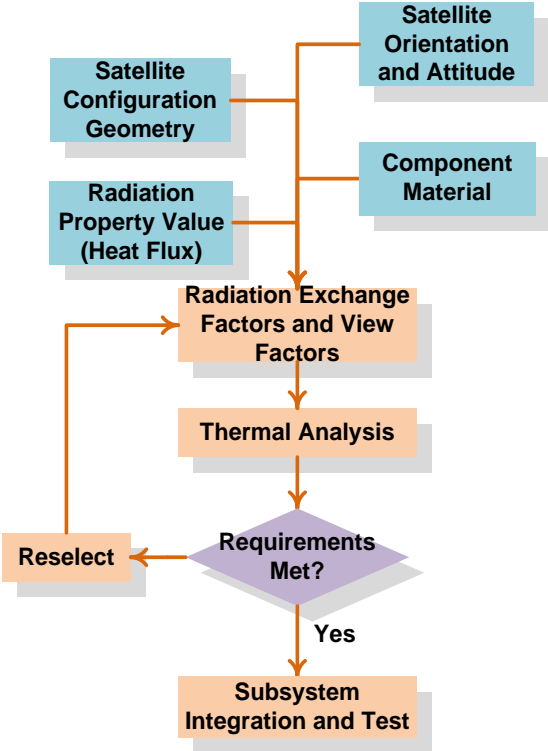 Satellite
Orientation
and Attitude
Satellite
Configuration
Geometry
Component
Material
Radiation
Property Value
(Heat Flux)
Radiation Exchange
Factors and View
Factors
Thermal Analysis
Requirements
Met?
Reselect
Yes
Subsystem
Integration and Test